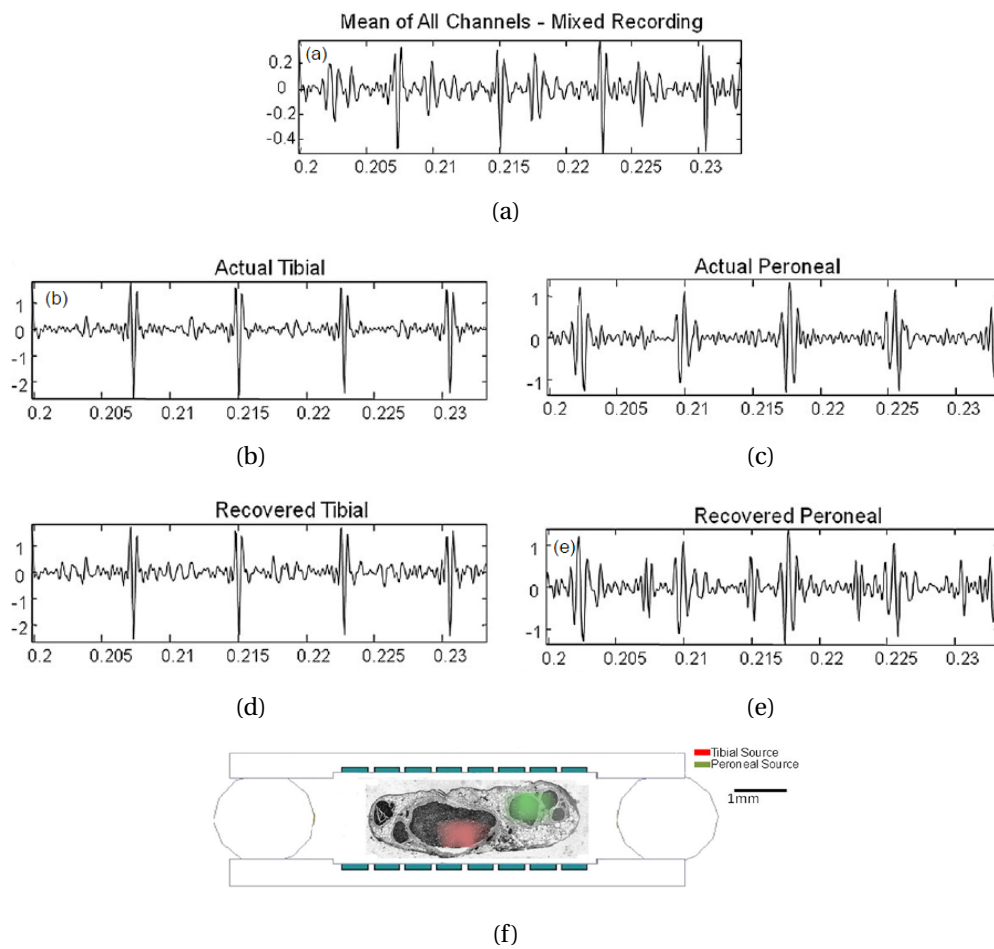 Mean of All Channels - Mixed Recording
(a)
0.2
0
-0.2
-0.4
0.2 0.205 0.21 0.215 0.22 0.225 0.23
(a)
Actual Tibial
(b)
1
0
-1
-2
0.2 0.205 0.21 0.215 0.22 0.225 0.23
(b)
Actual Peroneal
1
0
-1
0.2 0.205 0.21 0.215 0.22 0.225 0.23
(c)
Recovered Tibial
1
0
-1
-2
0.2 0.205 0.21 0.215 0.22 0.225 0.23
(d)
Recovered Peroneal
(e)
1
0
-1
0.2 0.205 0.21 0.215 0.22 0.225 0.23
(e)
Tibial Source
Peroneal Source
1mm
(f)